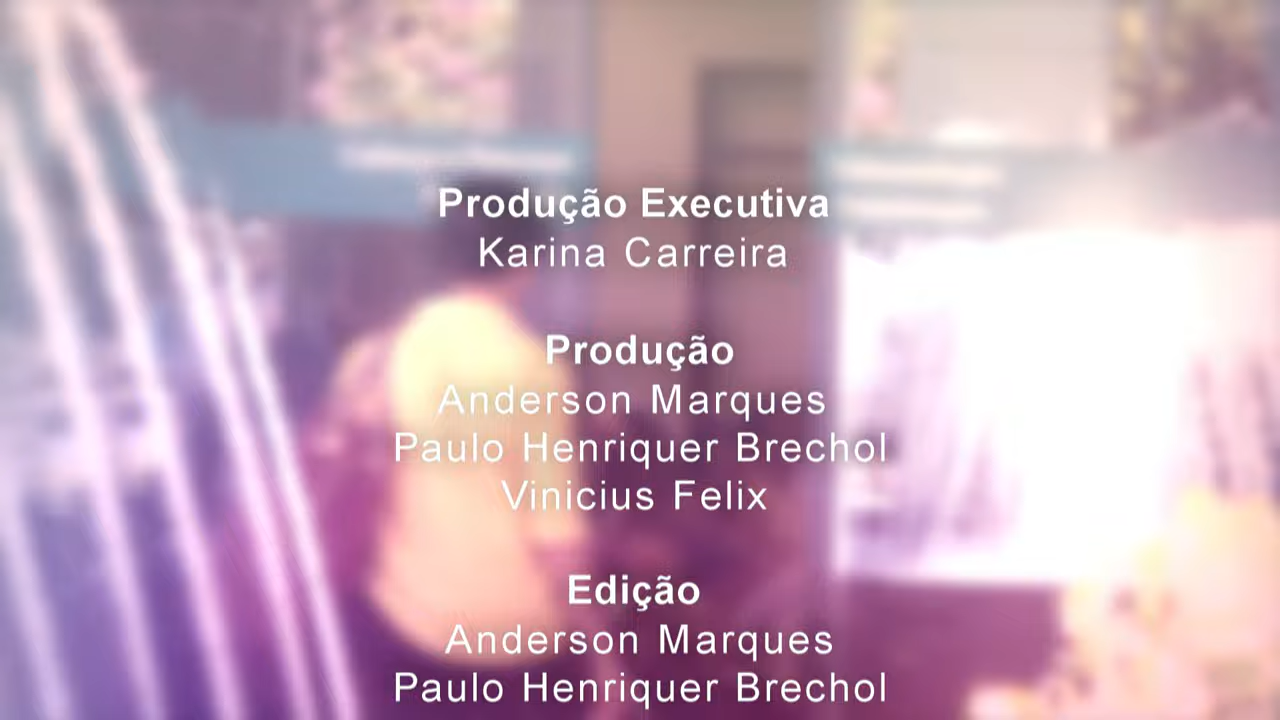 Produção Executiva
Karina Carreira
Produção
Anderson Marques
Paulo Henriquer Brechol
Vinicius Felix
Edição
Anderson Marques
Paulo Henriquer Brechol